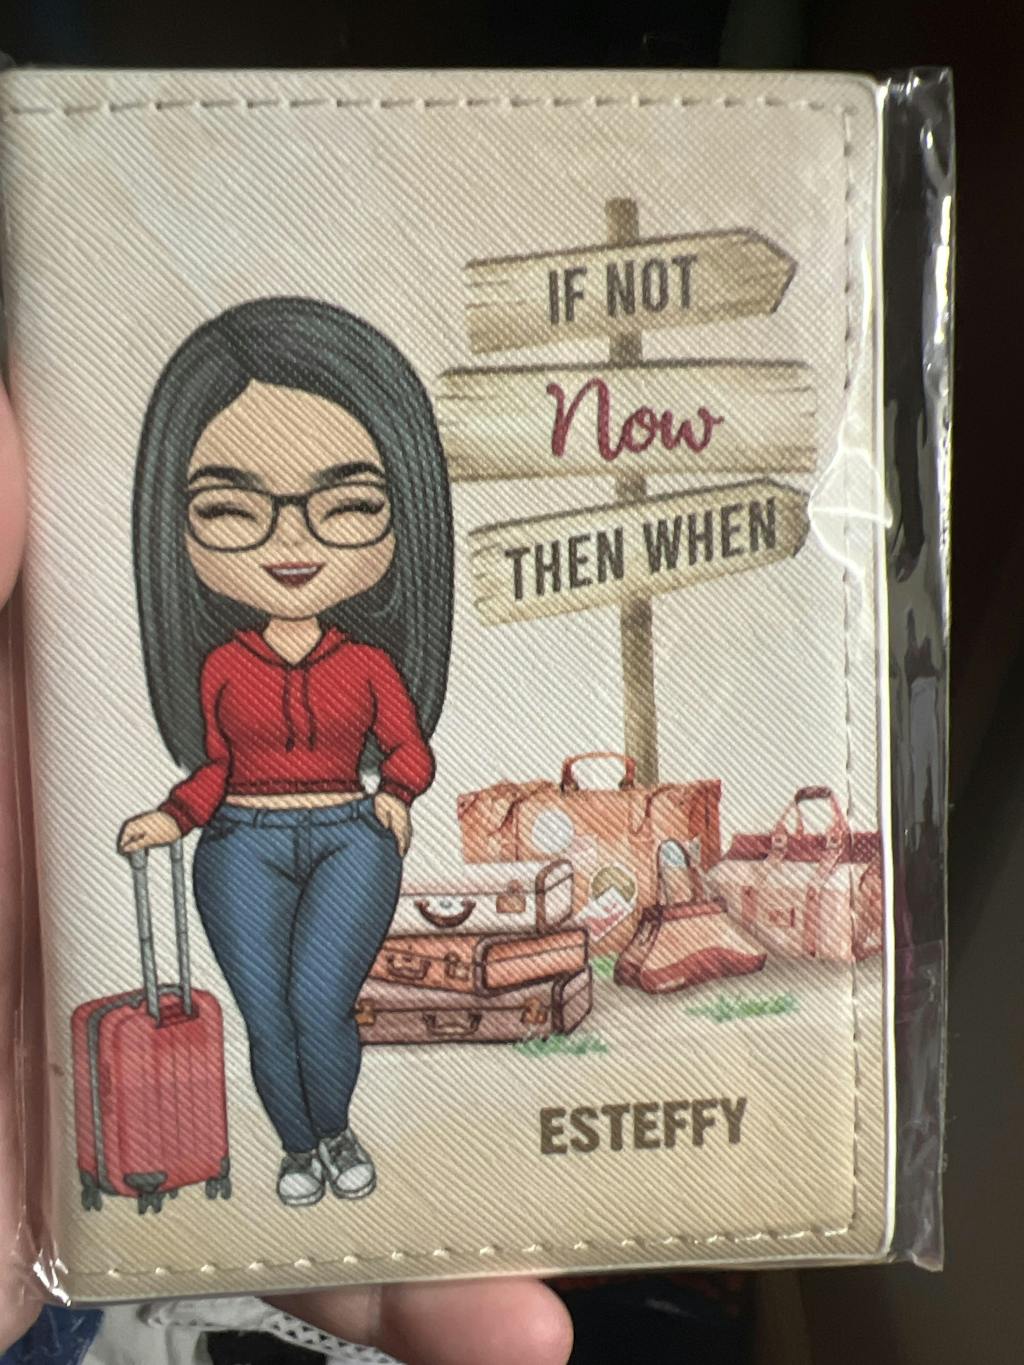 IF NOT
Now
THEN WHEN
ESTEFFY